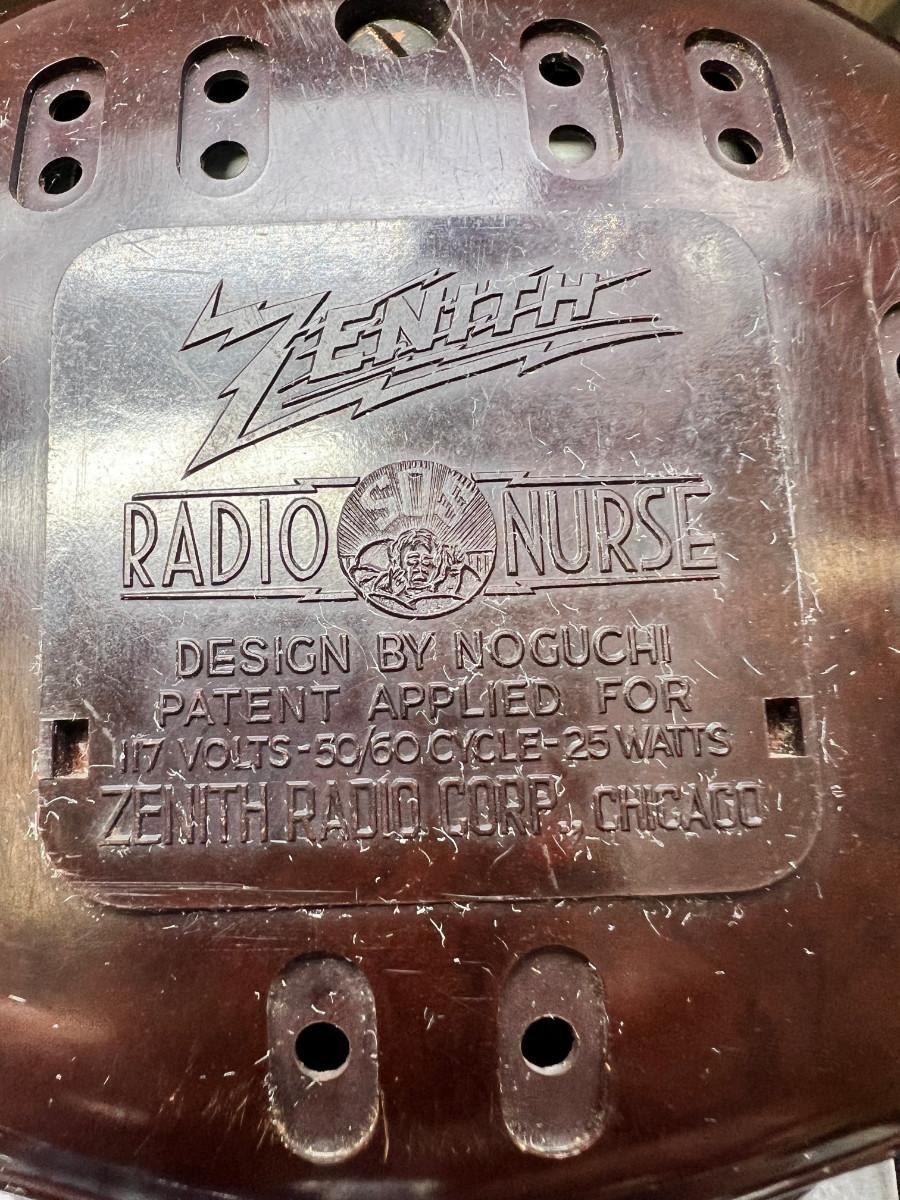 ZENITH
RADIO SOS NURSE
DESIGN BY NOGUCHI
PATENT APPLIED FOR
117 VOLTS-50/60 CYCLE-25 WATTS
ZENITH RADIO CORP., CHICAGO